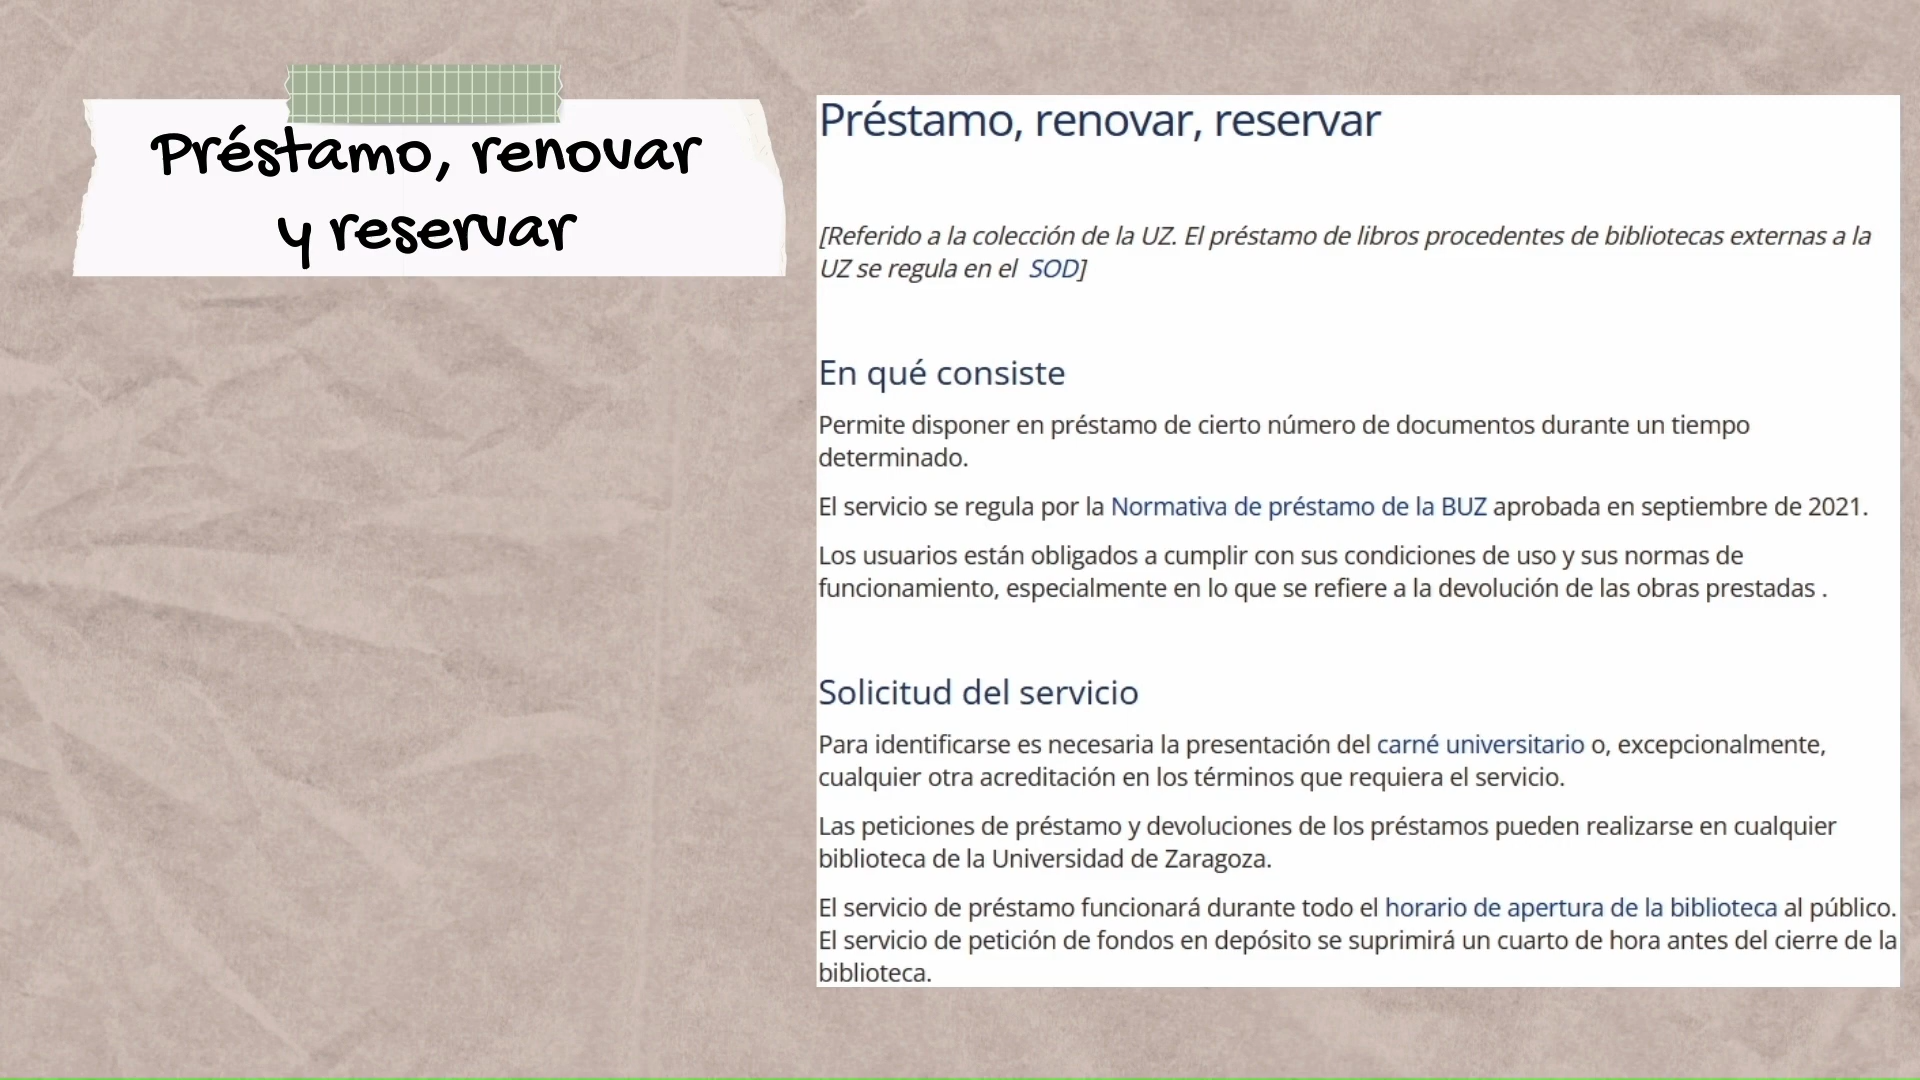 Préstamo, renovar
y reservar
Préstamo, renovar, reservar
[Referido a la colección de la UZ. El préstamo de libros procedentes de bibliotecas externas a la
UZ se regula en el SOD]
En qué consiste
Permite disponer en préstamo de cierto número de documentos durante un tiempo
determinado.
El servicio se regula por la Normativa de préstamo de la BUZ aprobada en septiembre de 2021.
Los usuarios están obligados a cumplir con sus condiciones de uso y sus normas de
funcionamiento, especialmente en lo que se refiere a la devolución de las obras prestadas .
Solicitud del servicio
Para identificarse es necesaria la presentación del carné universitario o, excepcionalmente,
cualquier otra acreditación en los términos que requiera el servicio.
Las peticiones de préstamo y devoluciones de los préstamos pueden realizarse en cualquier
biblioteca de la Universidad de Zaragoza.
El servicio de préstamo funcionará durante todo el horario de apertura de la biblioteca al público.
El servicio de petición de fondos en depósito se suprimirá un cuarto de hora antes del cierre de la
biblioteca.